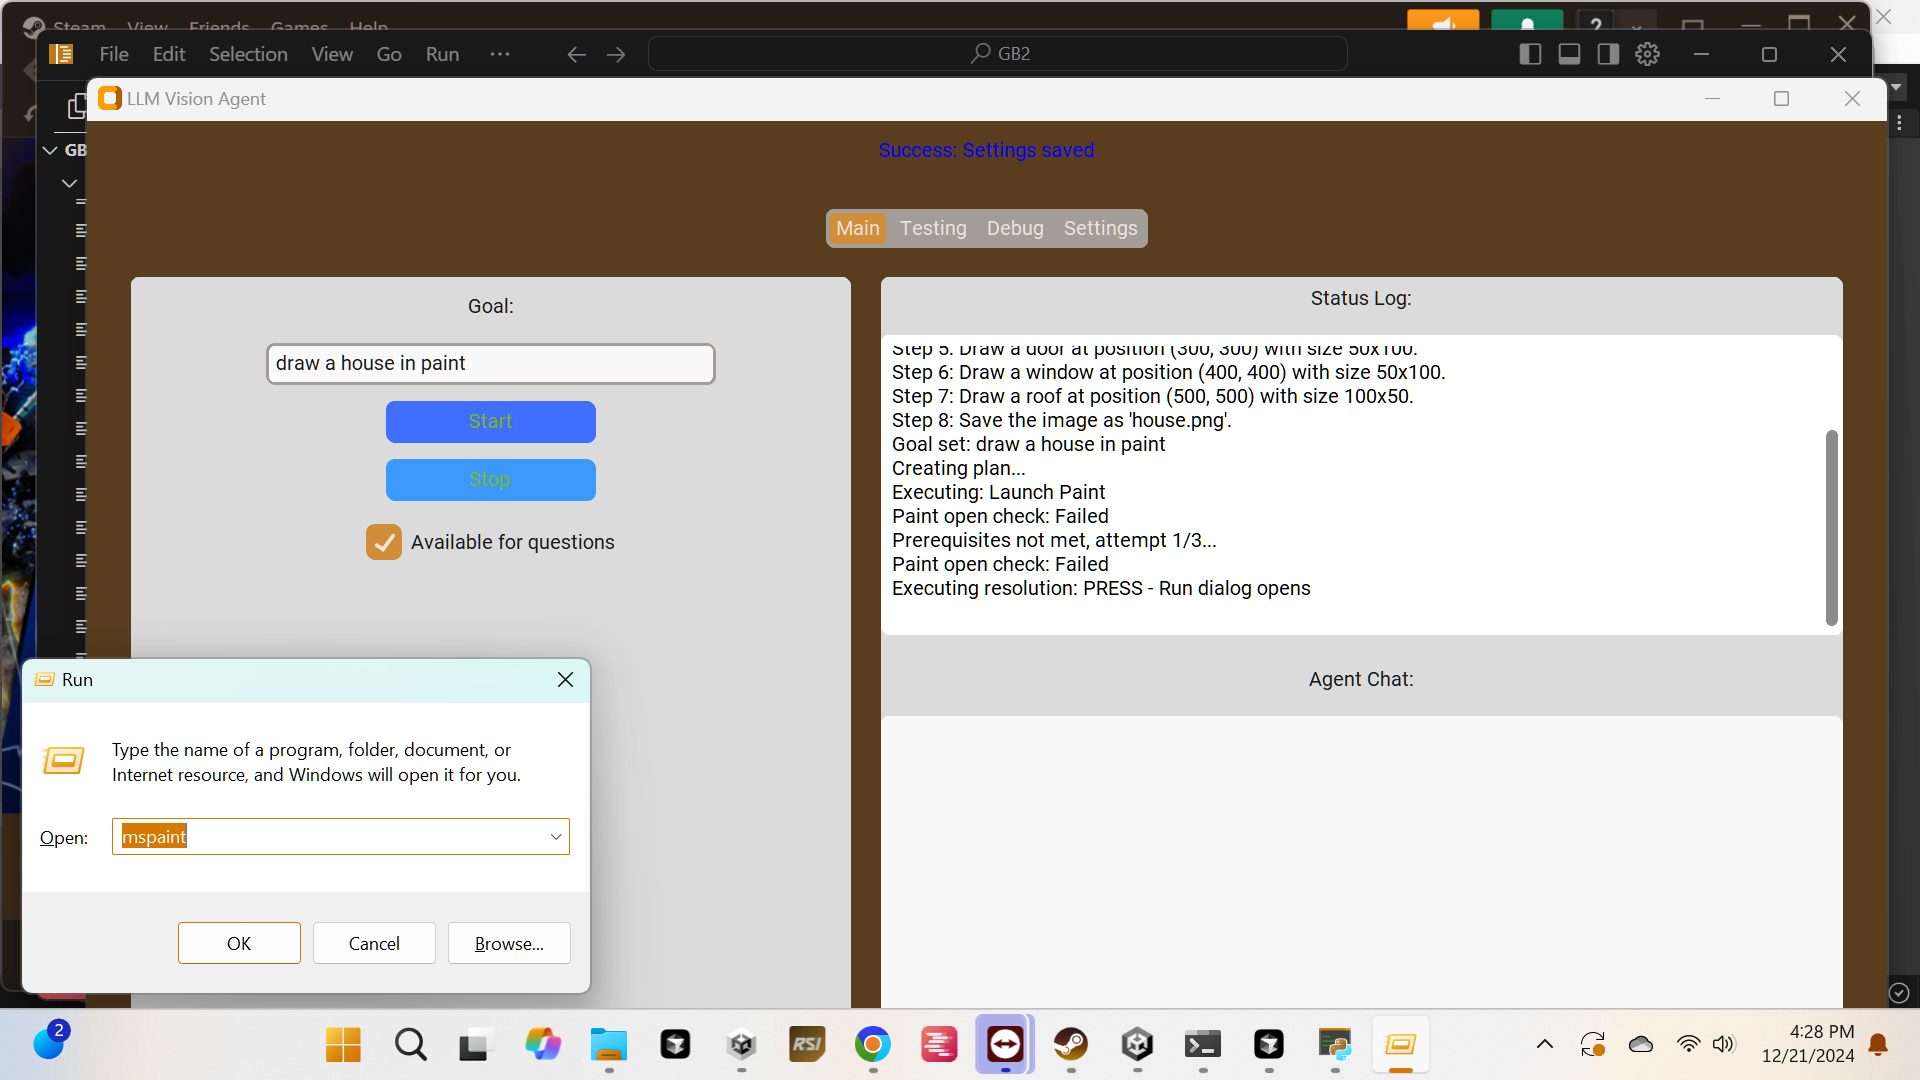 Steam View Friends Games Help
?
File Edit Selection View Go Run ···
GB2
LLM Vision Agent
GB
Success: Settings saved
Main Testing Debug Settings
Goal:
draw a house in paint
Start
Stop
Available for questions
Status Log:
Step 5: Draw a door at position (300, 300) with size 50x100.
Step 6: Draw a window at position (400, 400) with size 50x100.
Step 7: Draw a roof at position (500, 500) with size 100x50.
Step 8: Save the image as 'house.png'.
Goal set: draw a house in paint
Creating plan...
Executing: Launch Paint
Paint open check: Failed
Prerequisites not met, attempt 1/3...
Paint open check: Failed
Executing resolution: PRESS - Run dialog opens
Agent Chat:
Run
Type the name of a program, folder, document, or
Internet resource, and Windows will open it for you.
Open:
mspaint
OK Cancel Browse...
2
RSI
4:28 PM
12/21/2024